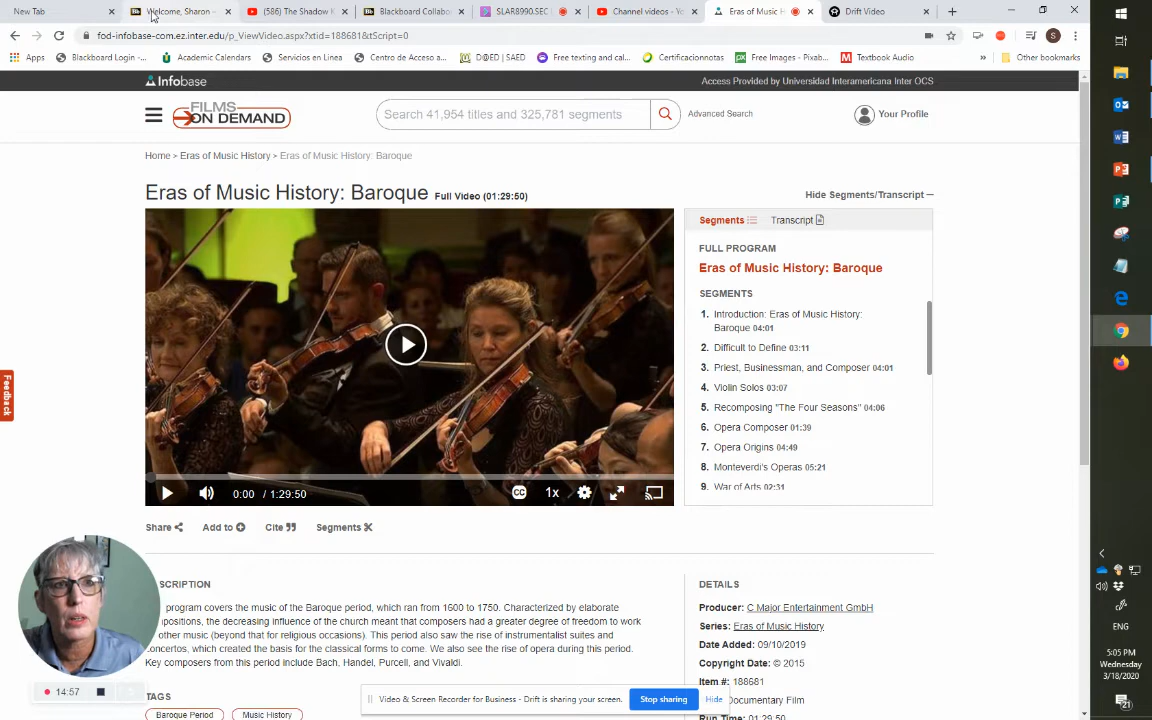 New Tab
Welcome, Sharon -
(586) The Shadow K
Blackboard Collabo
SLAR8990.SEC
Channel videos - Yo
Eras of Music H
Drift Video
fod-infobase-com.ez.inter.edu/p_ViewVideo.aspx?xtid=188681&tScript=0
Apps
Blackboard Login -...
Academic Calendars
Servicios en Linea
Centro de Acceso a...
D@ED | SAED
Free texting and cal...
Certificacionnotas
Free Images - Pixab...
Textbook Audio
»
Other bookmarks
Infobase
Access Provided by Universidad Interamericana Inter OCS
FILMS
ON DEMAND
Search 41,954 titles and 325,781 segments
Advanced Search
Your Profile
Home > Eras of Music History > Eras of Music History: Baroque
Eras of Music History: Baroque Full Video (01:29:50)
Hide Segments/Transcript
Segments
Transcript
FULL PROGRAM
Eras of Music History: Baroque
SEGMENTS
1. Introduction: Eras of Music History:
Baroque 04:01
2. Difficult to Define 03:11
3. Priest, Businessman, and Composer 04:01
4. Violin Solos 03:07
5. Recomposing "The Four Seasons" 04:06
6. Opera Composer 01:39
7. Opera Origins 04:49
8. Monteverdi's Operas 05:21
9. War of Arts 02:31
Feedback
0:00 / 1:29:50
CC
1x
Share
Add to
Cite
Segments
SCRIPTION
program covers the music of the Baroque period, which ran from 1600 to 1750. Characterized by elaborate
positions, the decreasing influence of the church meant that composers had a greater degree of freedom to work
other music (beyond that for religious occasions). This period also saw the rise of instrumentalist suites and
concertos, which created the basis for the classical forms to come. We also see the rise of opera during this period.
Key composers from this period include Bach, Handel, Purcell, and Vivaldi.
DETAILS
Producer: C Major Entertainment GmbH
Series: Eras of Music History
Date Added: 09/10/2019
Copyright Date: © 2015
Item #: 188681
Documentary Film
Run Time: 01:29:50
14:57
Video & Screen Recorder for Business - Drift is sharing your screen.
Stop sharing
Hide
TAGS
Baroque Period
Music History
ENG
5:05 PM
Wednesday
3/18/2020
21